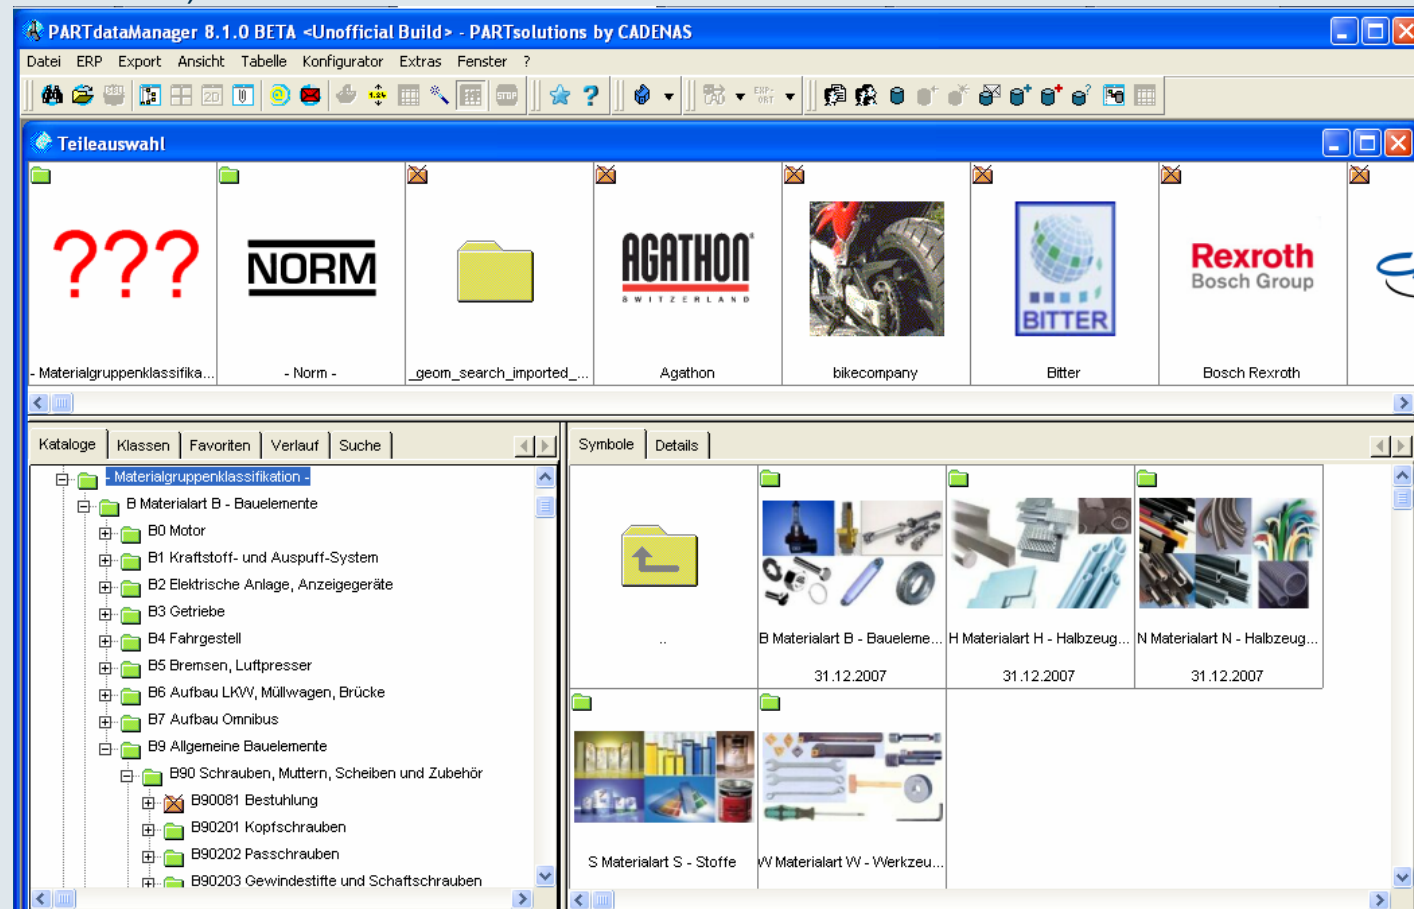 PARTdataManager 8.1.0 BETA <Unofficial Build> - PARTsolutions by CADENAS
Datei ERP Export Ansicht Tabelle Konfigurator Extras Fenster ?
Teileauswahl
???
NORM
AGATHON
SWITZERLAND
BITTER
Rexroth
Bosch Group
- Materialgruppenklassifika...
- Norm -
_geom_search_imported_...
Agathon
bikecompany
Bitter
Bosch Rexroth
Kataloge Klassen Favoriten Verlauf Suche
- Materialgruppenklassifikation -
B Materialart B - Bauelemente
B0 Motor
B1 Kraftstoff- und Auspuff-System
B2 Elektrische Anlage, Anzeigegeräte
B3 Getriebe
B4 Fahrgestell
B5 Bremsen, Luftpresser
B6 Aufbau LKW, Müllwagen, Brücke
B7 Aufbau Omnibus
B9 Allgemeine Bauelemente
B90 Schrauben, Muttern, Scheiben und Zubehör
B90081 Bestuhlung
B90201 Kopfschrauben
B90202 Passchrauben
B90203 Gewindestifte und Schaftschrauben
Symbole Details
..
B Materialart B - Baueleme...
31.12.2007
H Materialart H - Halbzeug...
31.12.2007
N Materialart N - Halbzeug...
31.12.2007
S Materialart S - Stoffe
W Materialart W - Werkzeu...